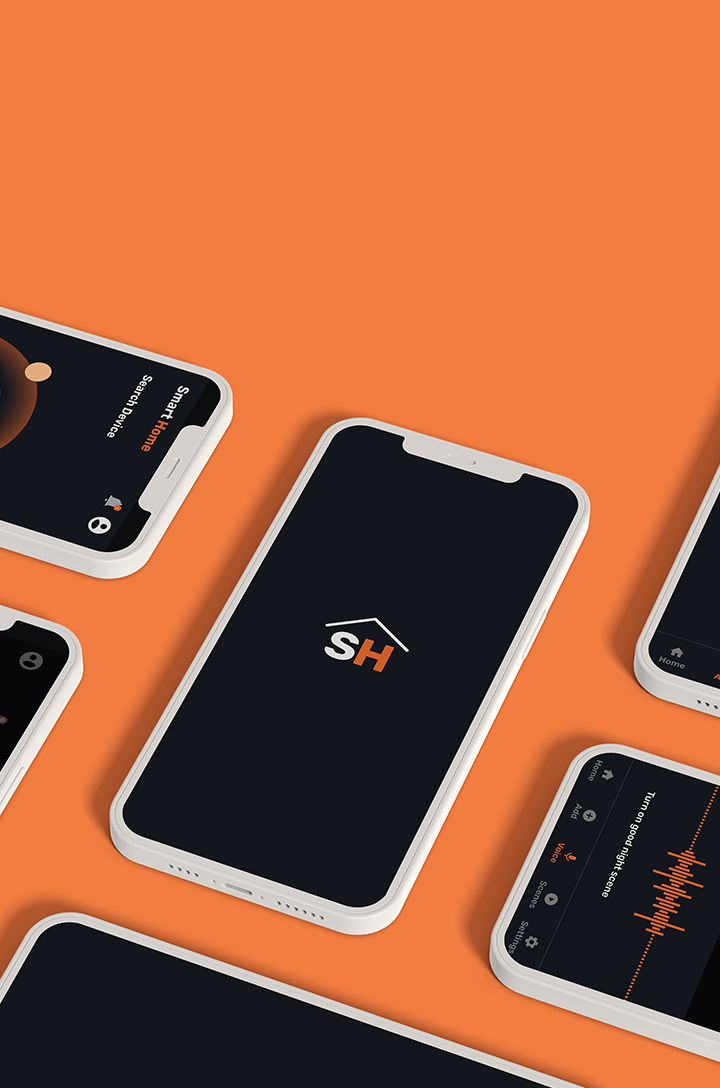 Smart Home
Search Device
SH
Home
Turn on good night scene
Home
Add
Voice
Scenes
Settings